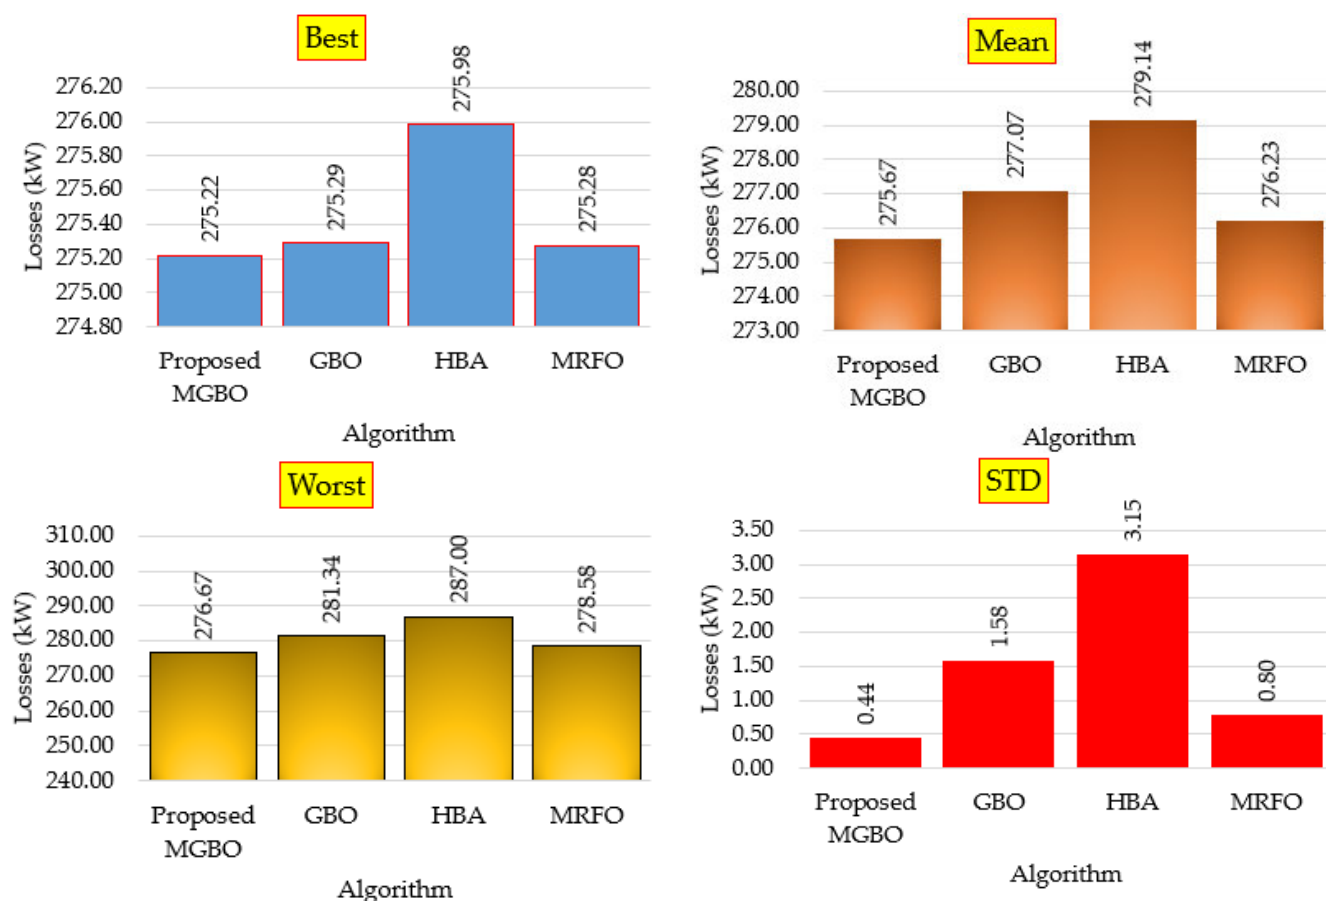 Best
Losses (kW)
276.20
276.00
275.80
275.60
275.40
275.20
275.00
274.80
275.22
275.29
275.98
275.28
Proposed
MGBO
GBO
HBA
MRFO
Algorithm
Mean
Losses (kW)
280.00
279.00
278.00
277.00
276.00
275.00
274.00
273.00
275.67
277.07
279.14
276.23
Proposed
MGBO
GBO
HBA
MRFO
Algorithm
Worst
Losses (kW)
310.00
300.00
290.00
280.00
270.00
260.00
250.00
240.00
276.67
281.34
287.00
278.58
Proposed
MGBO
GBO
HBA
MRFO
Algorithm
STD
Losses (kW)
3.50
3.00
2.50
2.00
1.50
1.00
0.50
0.00
0.44
1.58
3.15
0.80
Proposed
MGBO
GBO
HBA
MRFO
Algorithm